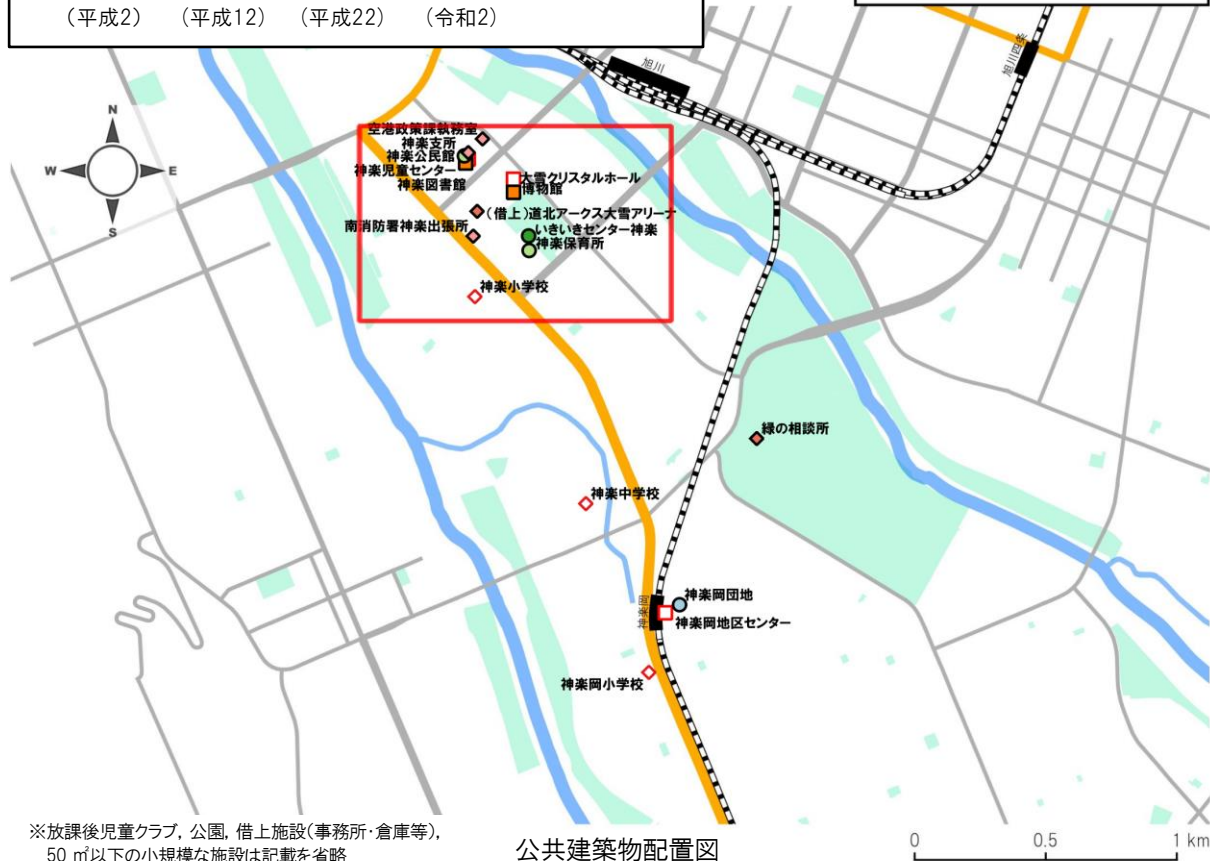 （平成2） （平成12） （平成22） （令和2）
旭川
旭川四条
N
W
E
S
空港政策課執務室
神楽支所
神楽公民館
神楽児童センター
神楽図書館
大雪クリスタルホール
博物館
（借上）道北アークス大雪アリーナ
南消防署神楽出張所
いきいきセンター神楽
神楽保育所
神楽小学校
緑の相談所
神楽中学校
神楽岡団地
神楽岡
神楽岡地区センター
神楽岡小学校
※放課後児童クラブ，公園，借上施設（事務所・倉庫等），
50 ㎡以下の小規模な施設は記載を省略
公共建築物配置図
0 0.5 1 km